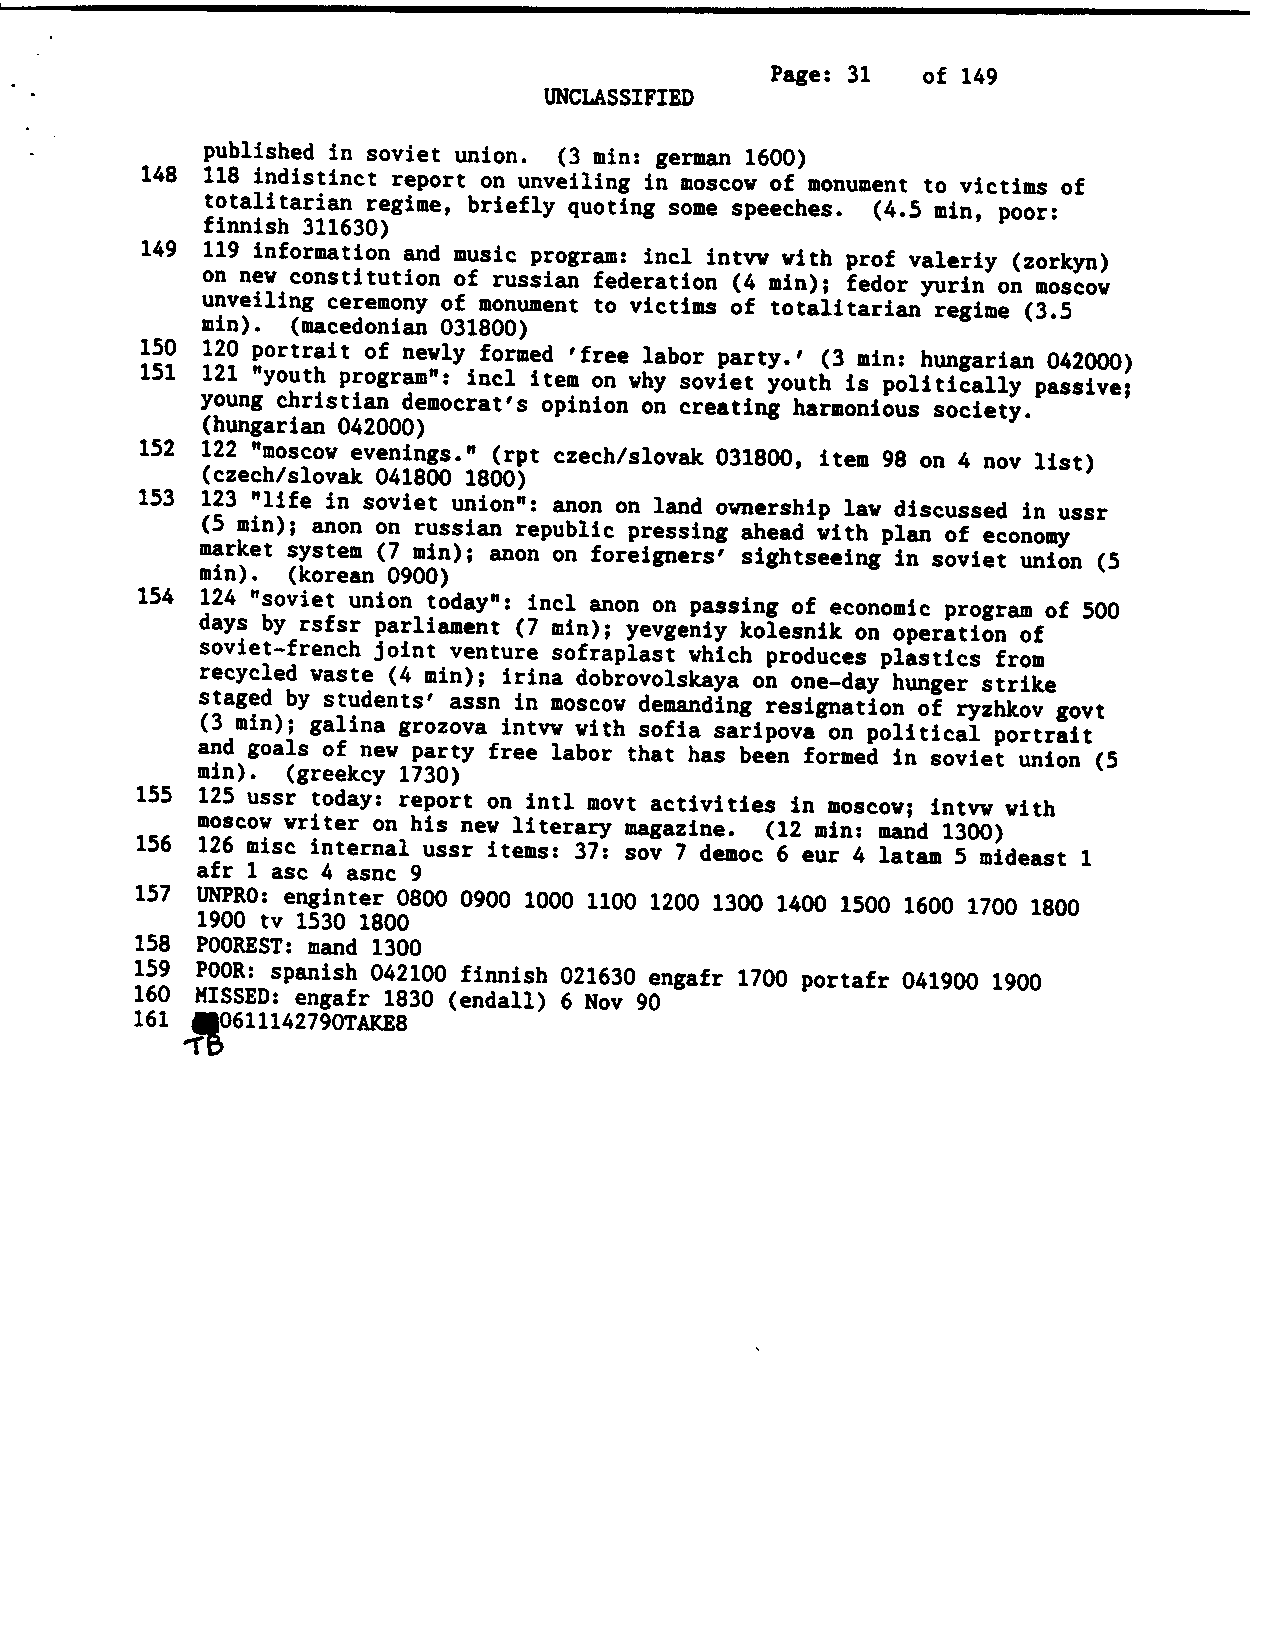 Page: 31 of 149
UNCLASSIFIED
published in soviet union. (3 min: german 1600)
148 118 indistinct report on unveiling in moscow of monument to victims of
totalitarian regime, briefly quoting some speeches. (4.5 min, poor:
finnish 311630)
149 119 information and music program: incl intvw with prof valeriy (zorkyn)
on new constitution of russian federation (4 min); fedor yurin on moscow
unveiling ceremony of monument to victims of totalitarian regime (3.5
min). (macedonian 031800)
150 120 portrait of newly formed 'free labor party.' (3 min: hungarian 042000)
151 121 "youth program": incl item on why soviet youth is politically passive;
young christian democrat's opinion on creating harmonious society.
(hungarian 042000)
152 122 "moscow evenings." (rpt czech/slovak 031800, item 98 on 4 nov list)
(czech/slovak 041800 1800)
153 123 "life in soviet union": anon on land ownership law discussed in ussr
(5 min); anon on russian republic pressing ahead with plan of economy
market system (7 min); anon on foreigners' sightseeing in soviet union (5
min). (korean 0900)
154 124 "soviet union today": incl anon on passing of economic program of 500
days by rsfsr parliament (7 min); yevgeniy kolesnik on operation of
soviet-french joint venture sofraplast which produces plastics from
recycled waste (4 min); irina dobrovolskaya on one-day hunger strike
staged by students' assn in moscow demanding resignation of ryzhkov govt
(3 min); galina grozova intvw with sofia saripova on political portrait
and goals of new party free labor that has been formed in soviet union (5
min). (greekcy 1730)
155 125 ussr today: report on intl movt activities in moscow; intvw with
moscow writer on his new literary magazine. (12 min: mand 1300)
156 126 misc internal ussr items: 37: sov 7 democ 6 eur 4 latam 5 mideast 1
afr 1 asc 4 asnc 9
157 UNPRO: enginter 0800 0900 1000 1100 1200 1300 1400 1500 1600 1700 1800
1900 tv 1530 1800
158 POOREST: mand 1300
159 POOR: spanish 042100 finnish 021630 engafr 1700 portafr 041900 1900
160 MISSED: engafr 1830 (endall) 6 Nov 90
161 0611142790TAKE8
TB